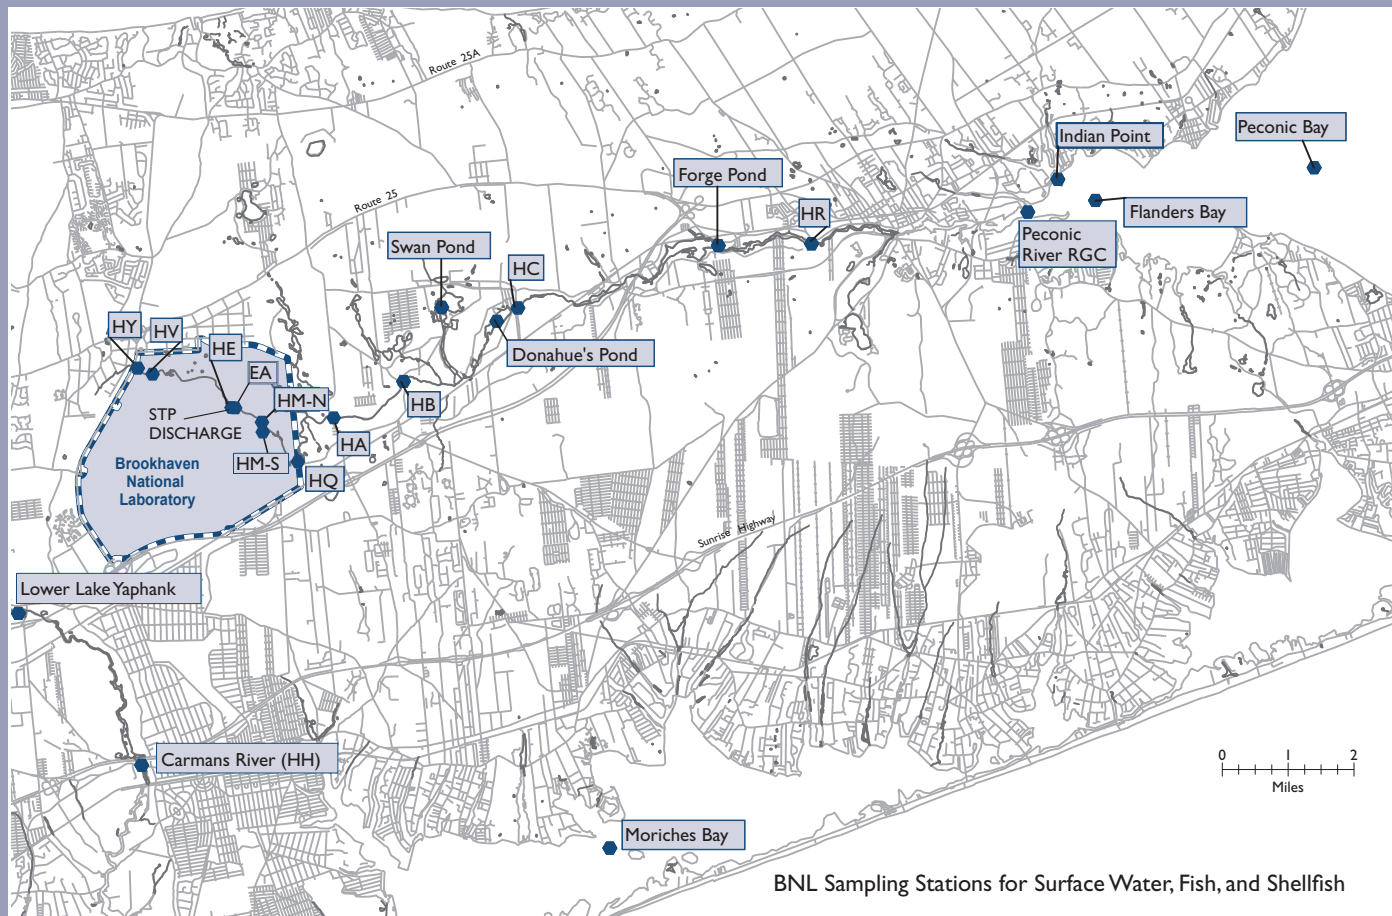 Route 25A
Indian Point
Peconic Bay
Forge Pond
Route 25
HR
Flanders Bay
Swan Pond
Peconic
River RGC
HC
HY
HV
HE
Donahue's Pond
EA
HM-N
HB
STP
DISCHARGE
HA
HM-S
Brookhaven
National
Laboratory
HQ
Sunrise Highway
Lower Lake Yaphank
Carmans River (HH)
0 1 2
Miles
Moriches Bay
BNL Sampling Stations for Surface Water, Fish, and Shellfish